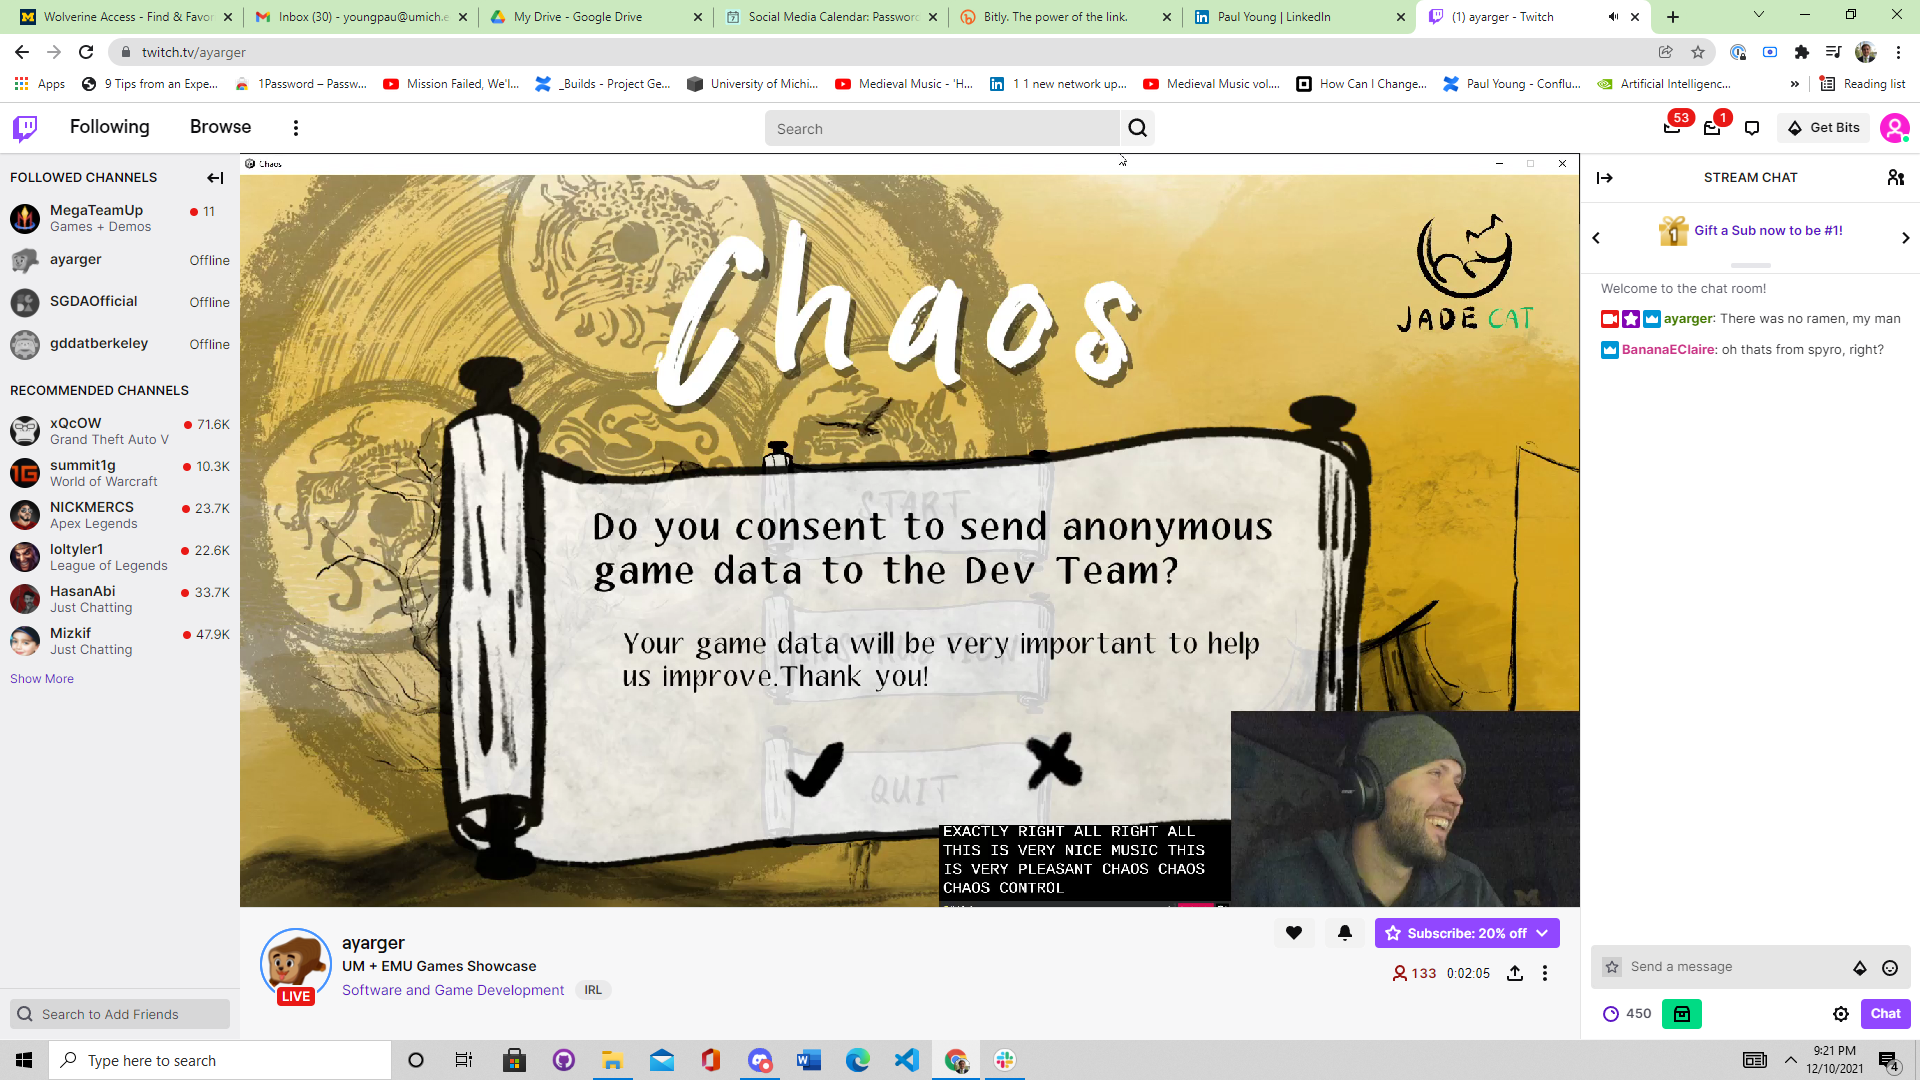 Wolverine Access - Find & Favor
Inbox (30) - youngpau@umich.e
My Drive - Google Drive
Social Media Calendar: Passwor
Bitly. The power of the link.
Paul Young | LinkedIn
(1) ayarger - Twitch
twitch.tv/ayarger
Apps
9 Tips from an Expe...
1Password – Passw...
Mission Failed, We'l...
_Builds - Project Ge...
University of Michi...
Medieval Music - 'H...
1 1 new network up...
Medieval Music vol....
How Can I Change...
Paul Young - Conflu...
Artificial Intelligenc...
»
Reading list
Following
Browse
Search
53
1
Get Bits
FOLLOWED CHANNELS
MegaTeamUp
11
Games + Demos
ayarger
Offline
SGDAOfficial
Offline
gddatberkeley
Offline
RECOMMENDED CHANNELS
xQcOW
71.6K
Grand Theft Auto V
summit1g
10.3K
World of Warcraft
NICKMERCS
23.7K
Apex Legends
loltyler1
22.6K
League of Legends
HasanAbi
33.7K
Just Chatting
Mizkif
47.9K
Just Chatting
Show More
Search to Add Friends
Chaos
Chaos
JADE CAT
START
Do you consent to send anonymous
game data to the Dev Team?
Your game data will be very important to help
us improve.Thank you!
QUIT
EXACTLY RIGHT ALL RIGHT ALL
THIS IS VERY NICE MUSIC THIS
IS VERY PLEASANT CHAOS CHAOS
CHAOS CONTROL
LIVE
ayarger
UM + EMU Games Showcase
Software and Game Development
IRL
Subscribe: 20% off
133
0:02:05
STREAM CHAT
1
Gift a Sub now to be #1!
Welcome to the chat room!
ayarger: There was no ramen, my man
BananaEClaire: oh thats from spyro, right?
Send a message
450
Chat
Type here to search
9:21 PM
12/10/2021
4